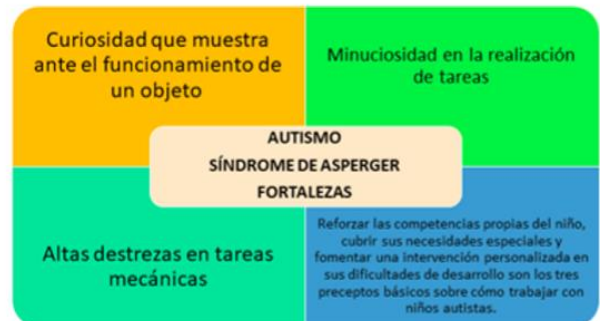 Curiosidad que muestra
ante el funcionamiento de
un objeto
Minuciosidad en la realización
de tareas
AUTISMO
SÍNDROME DE ASPERGER
FORTALEZAS
Altas destrezas en tareas
mecánicas
Reforzar las competencias propias del niño,
cubrir sus necesidades especiales y
fomentar una intervención personalizada en
sus dificultades de desarrollo son los tres
preceptos básicos sobre cómo trabajar con
niños autistas.